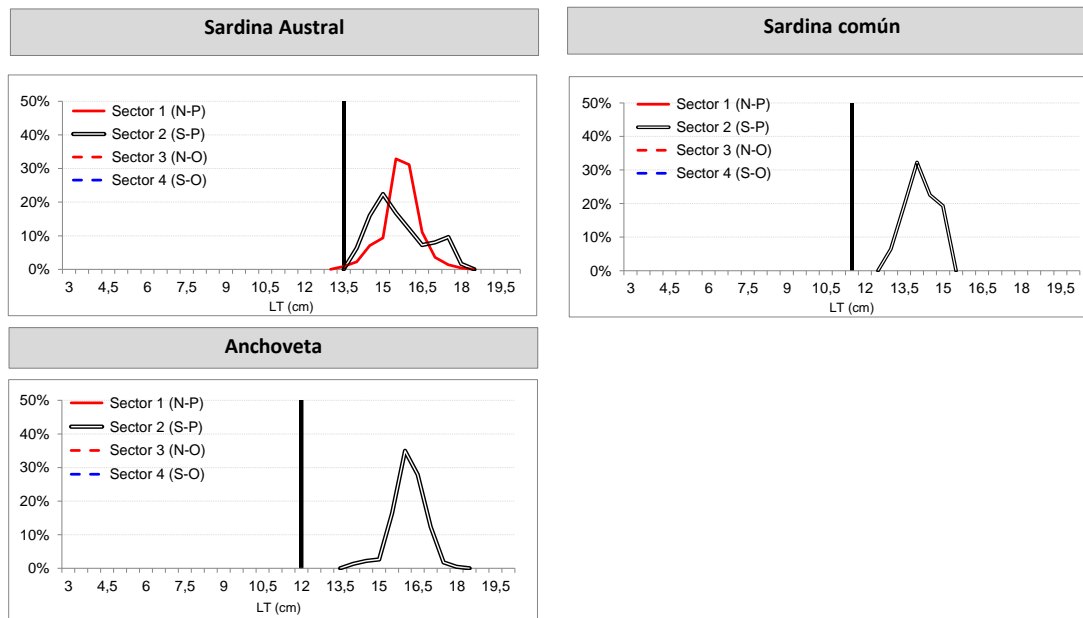 Sardina Austral
50%
40%
30%
20%
10%
0%
Sector 1 (N-P)
Sector 2 (S-P)
Sector 3 (N-O)
Sector 4 (S-O)
3 4,5 6 7,5 9 10,5 12 13,5 15 16,5 18 19,5
LT (cm)
Sardina común
50%
40%
30%
20%
10%
0%
Sector 1 (N-P)
Sector 2 (S-P)
Sector 3 (N-O)
Sector 4 (S-O)
3 4,5 6 7,5 9 10,5 12 13,5 15 16,5 18 19,5
LT (cm)
Anchoveta
50%
40%
30%
20%
10%
0%
Sector 1 (N-P)
Sector 2 (S-P)
Sector 3 (N-O)
Sector 4 (S-O)
3 4,5 6 7,5 9 10,5 12 13,5 15 16,5 18 19,5
LT (cm)